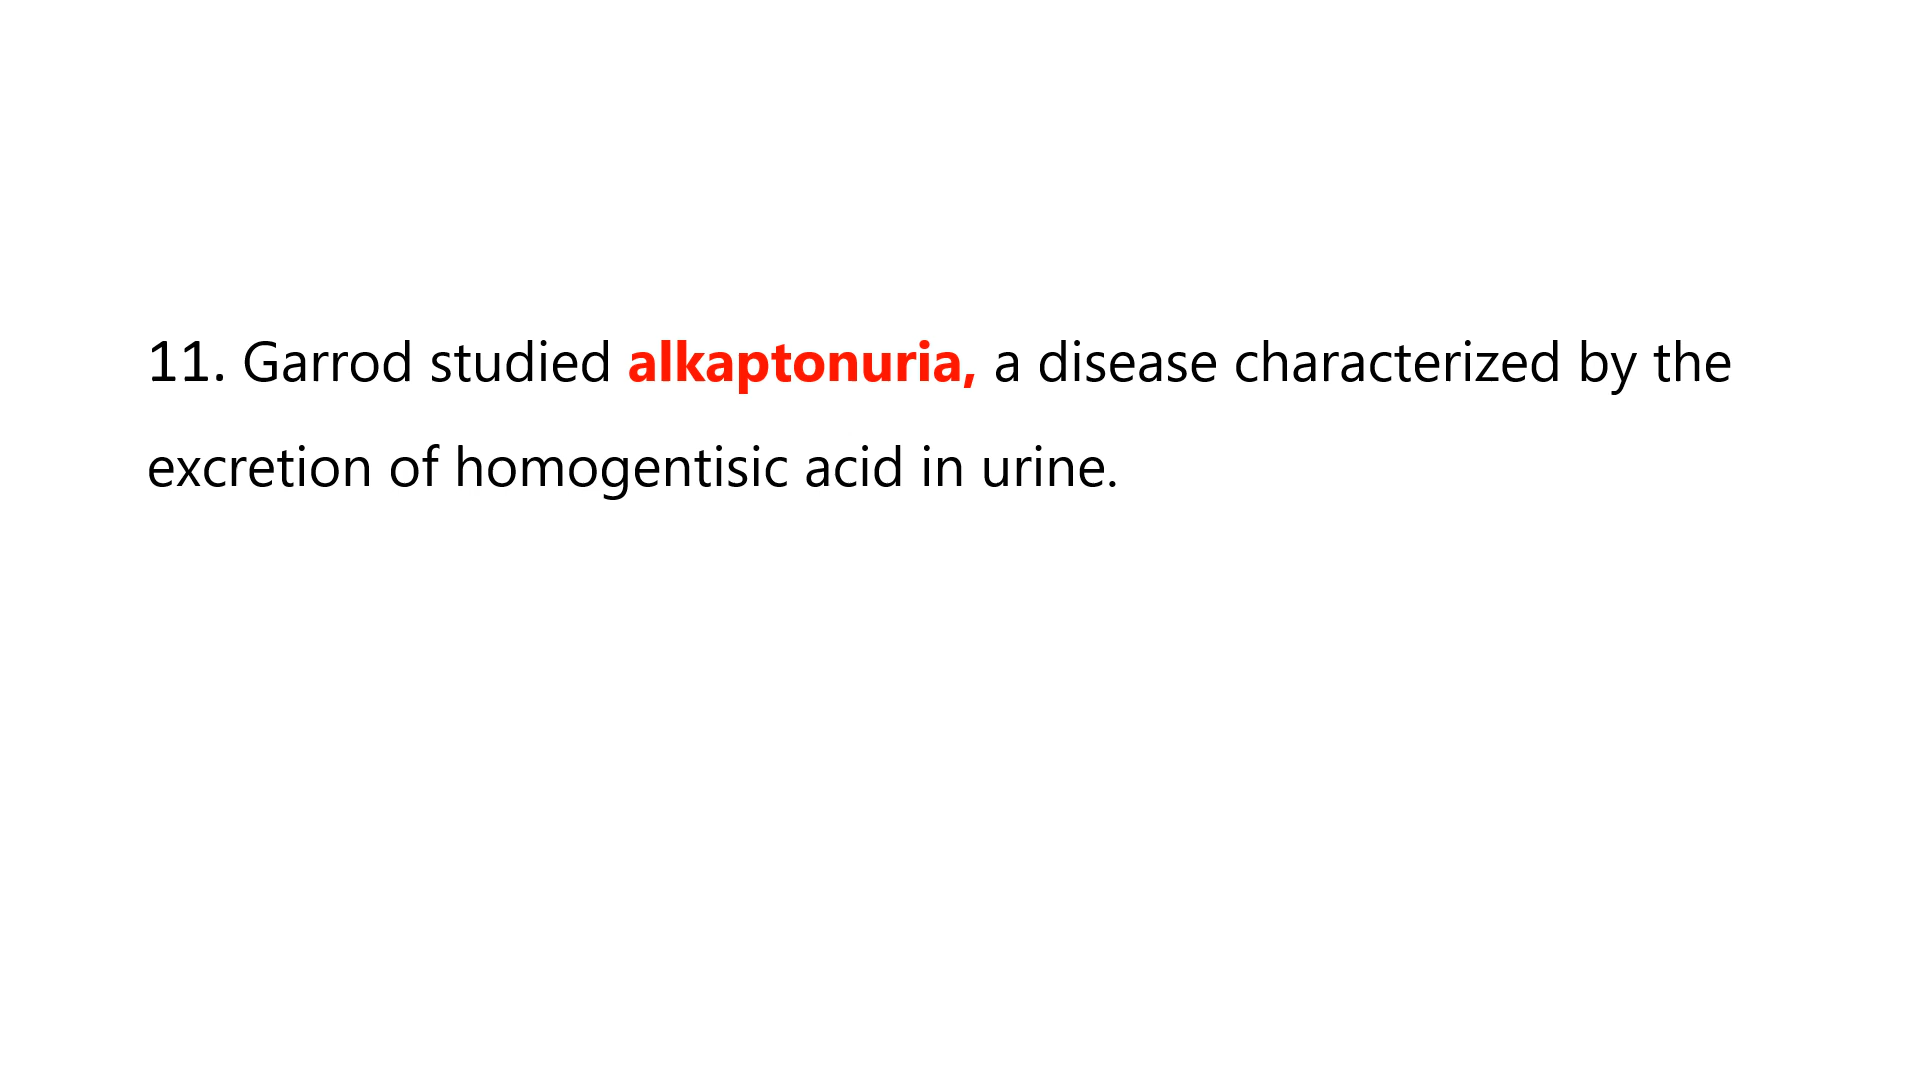 11. Garrod studied alkaptonuria, a disease characterized by the
excretion of homogentisic acid in urine.